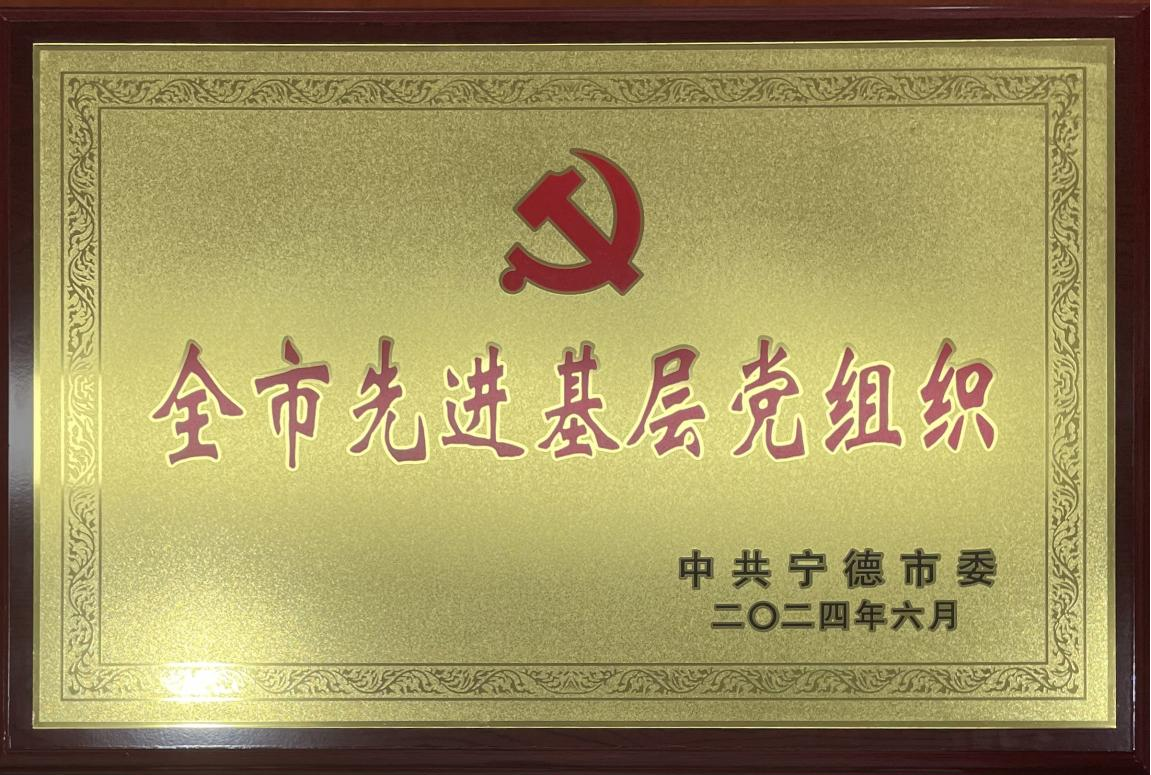 全市先进基层党组织
中共宁德市委
二〇二四年六月